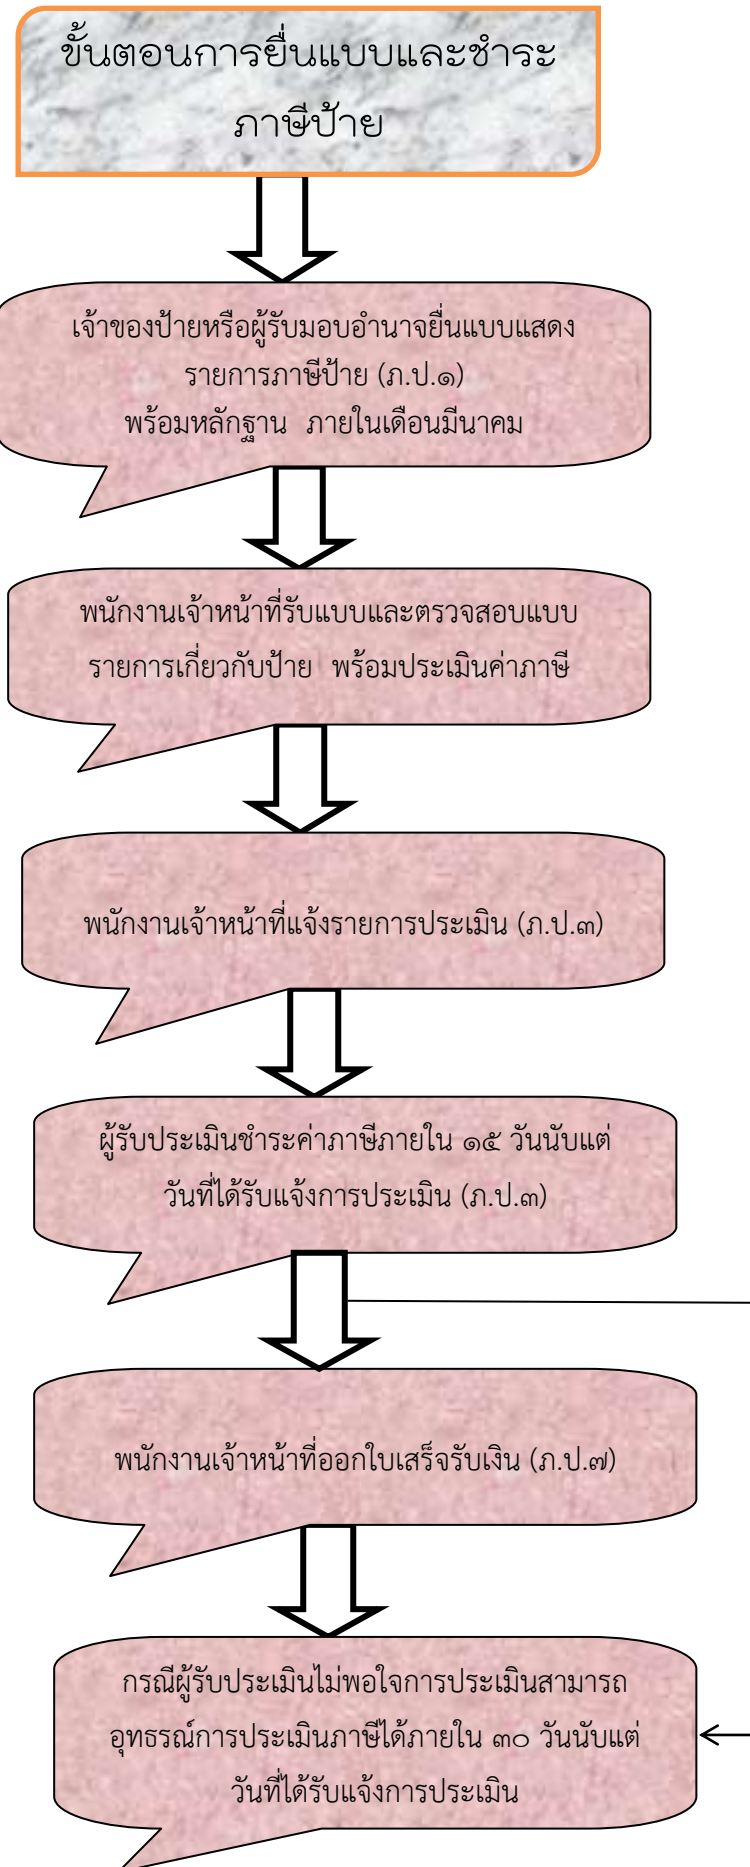 ขั้นตอนการยื่นแบบและชำระ
ภาษีป้าย
เจ้าของป้ายหรือผู้รับมอบอำนาจยื่นแบบแสดง
รายการภาษีป้าย (ภ.ป.๑)
พร้อมหลักฐาน ภายในเดือนมีนาคม
พนักงานเจ้าหน้าที่รับแบบและตรวจสอบแบบ
รายการเกี่ยวกับป้าย พร้อมประเมินค่าภาษี
พนักงานเจ้าหน้าที่แจ้งรายการประเมิน (ภ.ป.๓)
ผู้รับประเมินชำระค่าภาษีภายใน ๑๕ วันนับแต่
วันที่ได้รับแจ้งการประเมิน (ภ.ป.๓)
พนักงานเจ้าหน้าที่ออกใบเสร็จรับเงิน (ภ.ป.๗)
กรณีผู้รับประเมินไม่พอใจการประเมินสามารถ
อุทธรณ์การประเมินภาษีได้ภายใน ๓๐ วันนับแต่
วันที่ได้รับแจ้งการประเมิน